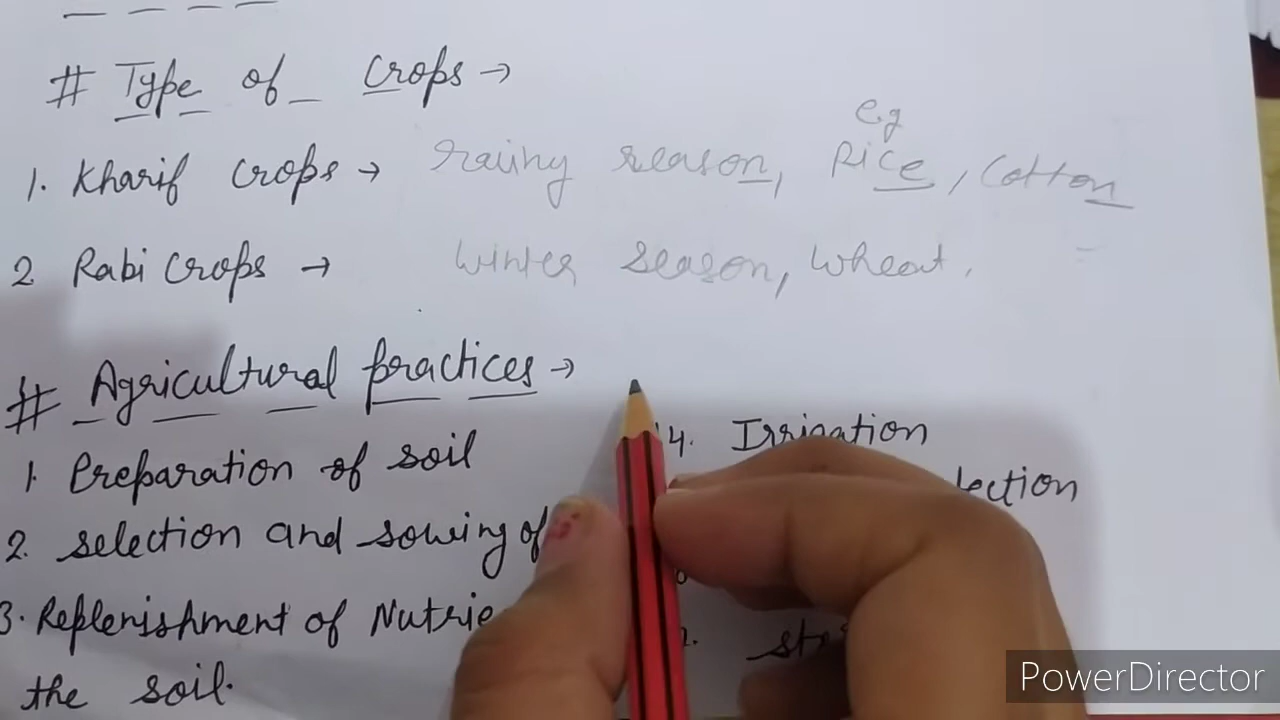 # Type of Crops →
e.g
1. Kharif Crops → rainy season, Rice, Cotton
2 Rabi Crops → winter season, wheat.
# Agricultural practices →
1. Preparation of soil
2. selection and sowing of
3. Replenishment of Nutrie
the soil.
4. Irrigation
lection
PowerDirector